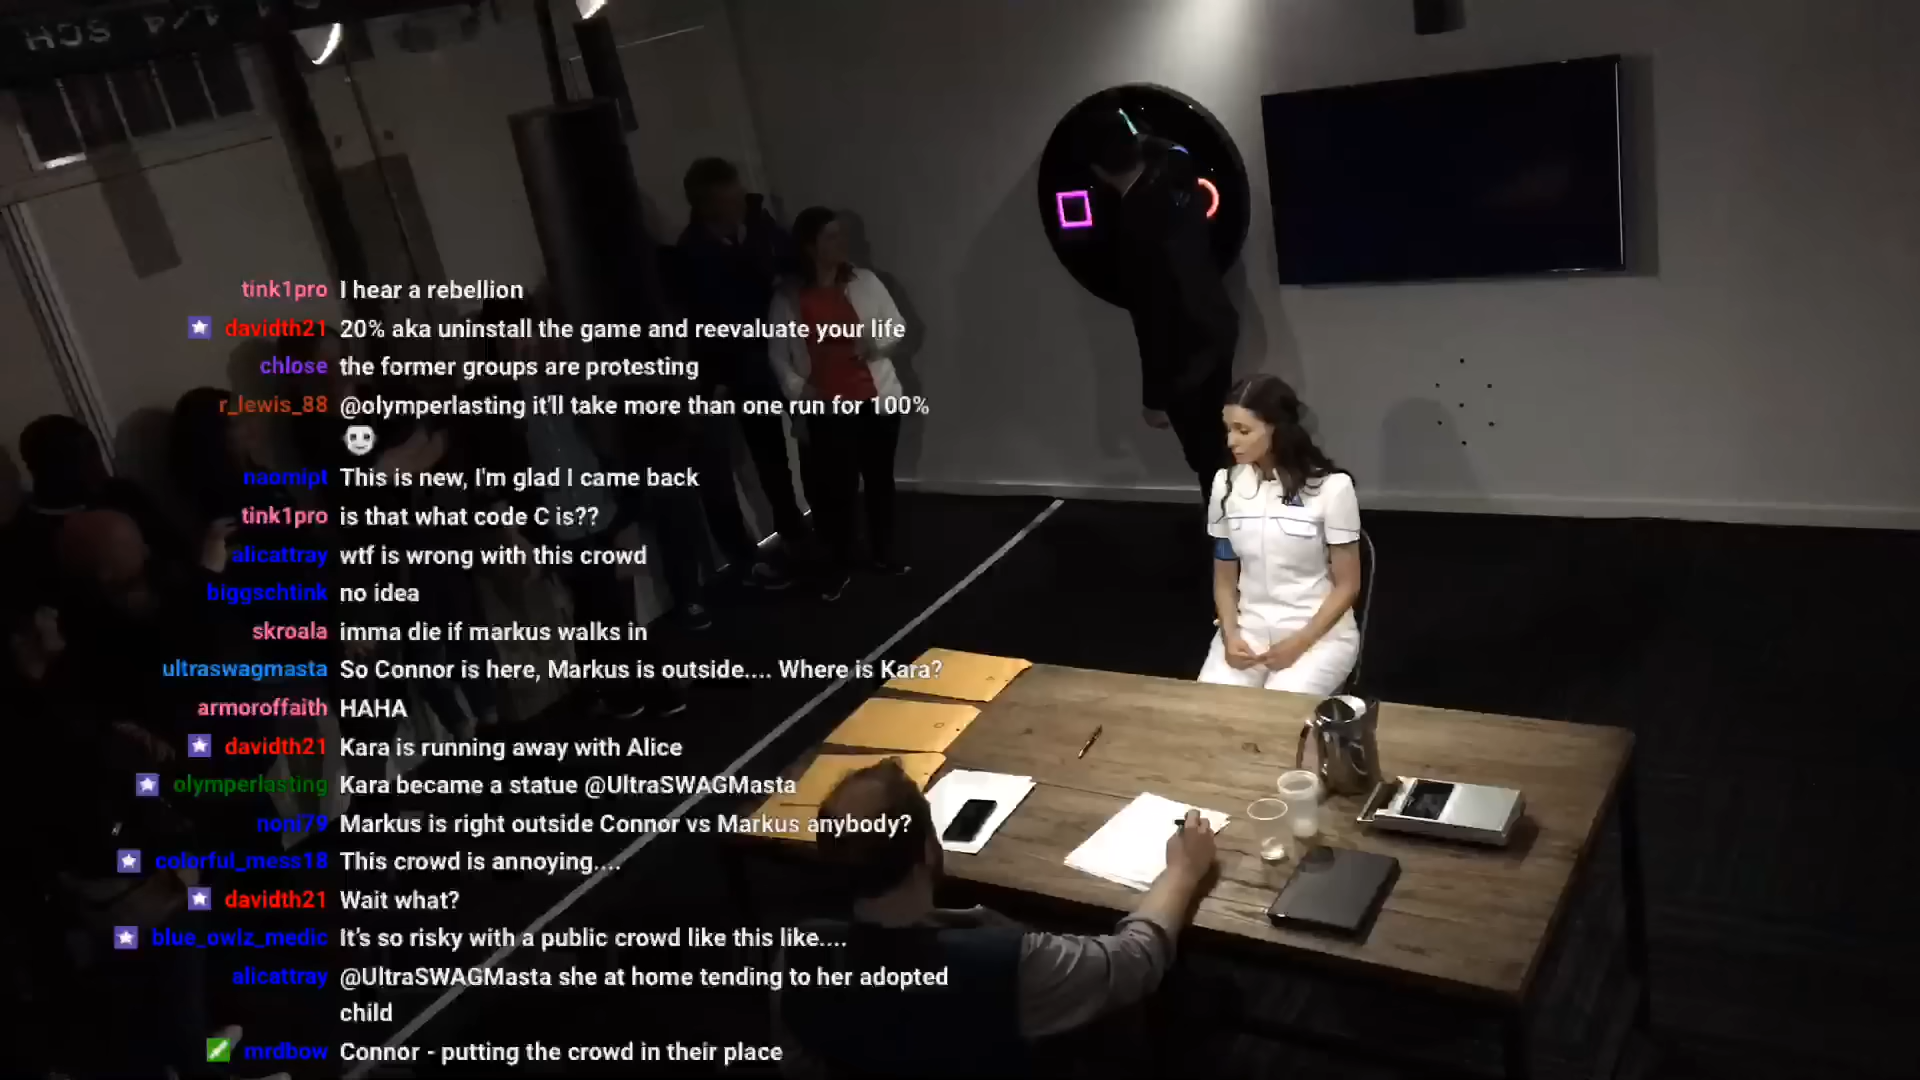 tink1pro I hear a rebellion
davidth21 20% aka uninstall the game and reevaluate your life
chlose the former groups are protesting
r_lewis_88 @olymperlasting it'll take more than one run for 100%
naomipt This is new, I'm glad I came back
tink1pro is that what code C is??
alicattray wtf is wrong with this crowd
biggschtink no idea
skroala imma die if markus walks in
ultraswagmasta So Connor is here, Markus is outside.... Where is Kara?
armoroffaith HAHA
davidth21 Kara is running away with Alice
olymperlasting Kara became a statue @UltraSWAGMasta
noni79 Markus is right outside Connor vs Markus anybody?
colorful_mess18 This crowd is annoying....
davidth21 Wait what?
blue_owlz_medic It's so risky with a public crowd like this like....
alicattray @UltraSWAGMasta she at home tending to her adopted
child
mrdbow Connor - putting the crowd in their place